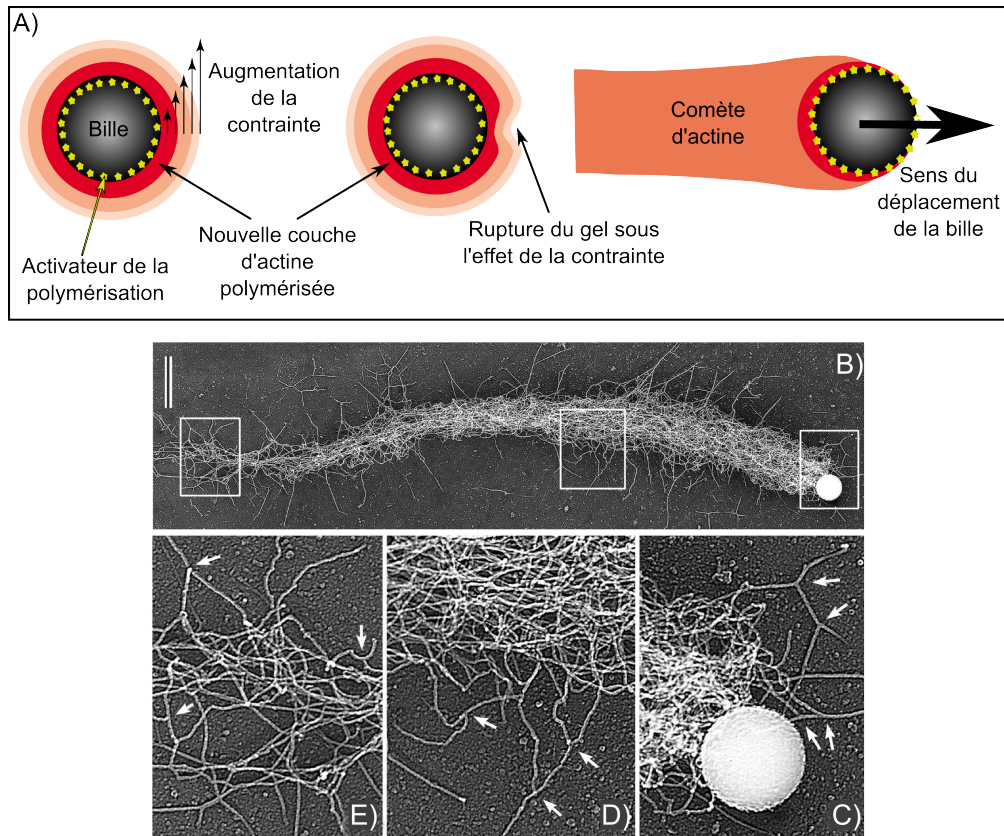 A)
Bille
Augmentation
de la
contrainte
Comète
d'actine
Activateur de la
polymérisation
Nouvelle couche
d'actine
polymérisée
Rupture du gel sous
l'effet de la contrainte
Sens du
déplacement
de la bille
B)
E)
D)
C)